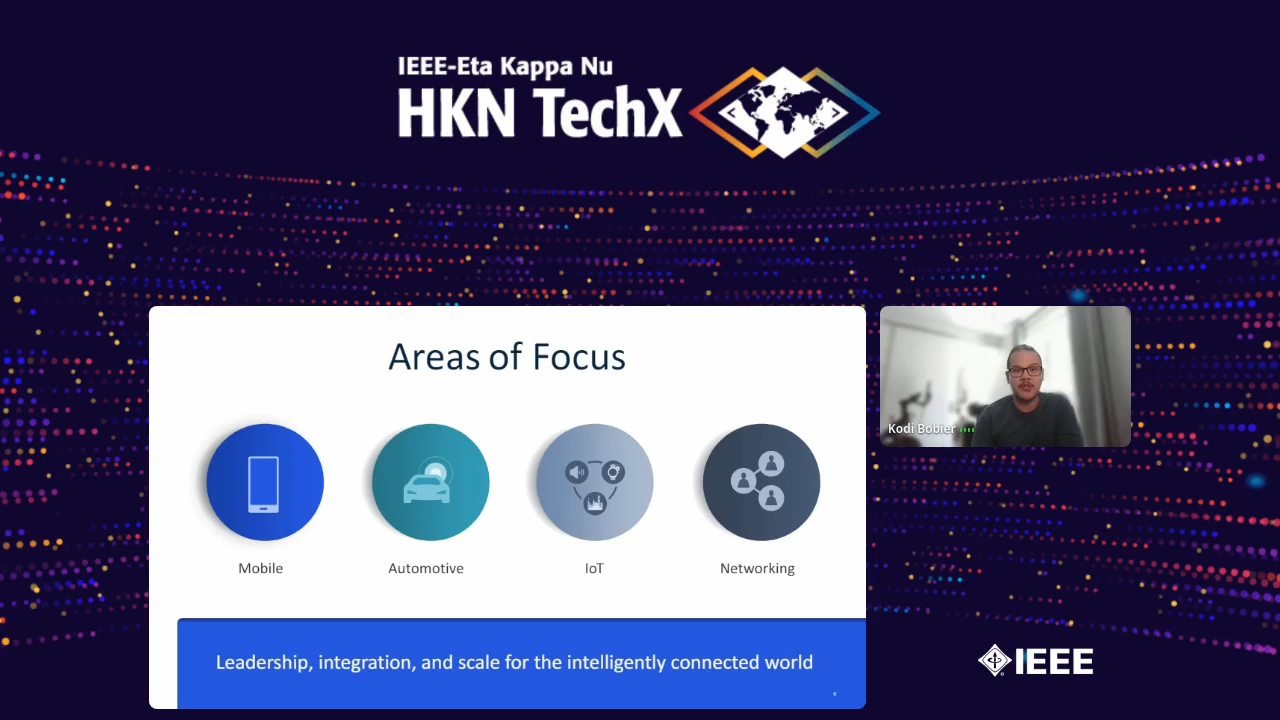 IEEE-Eta Kappa Nu
HKN TechX
Areas of Focus
Mobile
Automotive
IoT
Networking
Leadership, integration, and scale for the intelligently connected world
Kodi Bobier
IEEE